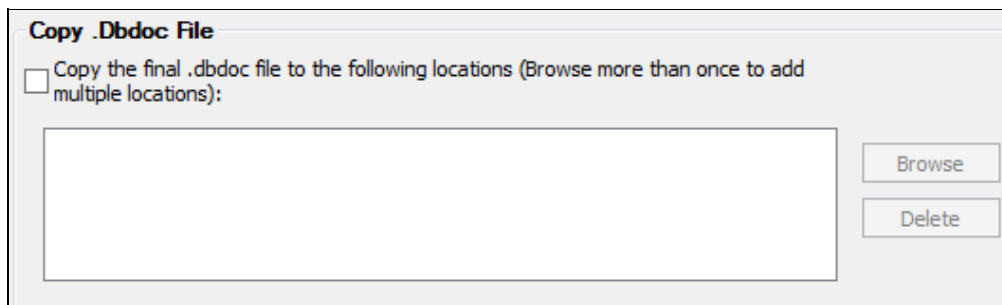 Copy .Dbdoc File
Copy the final .dbdoc file to the following locations (Browse more than once to add
multiple locations):
Browse
Delete